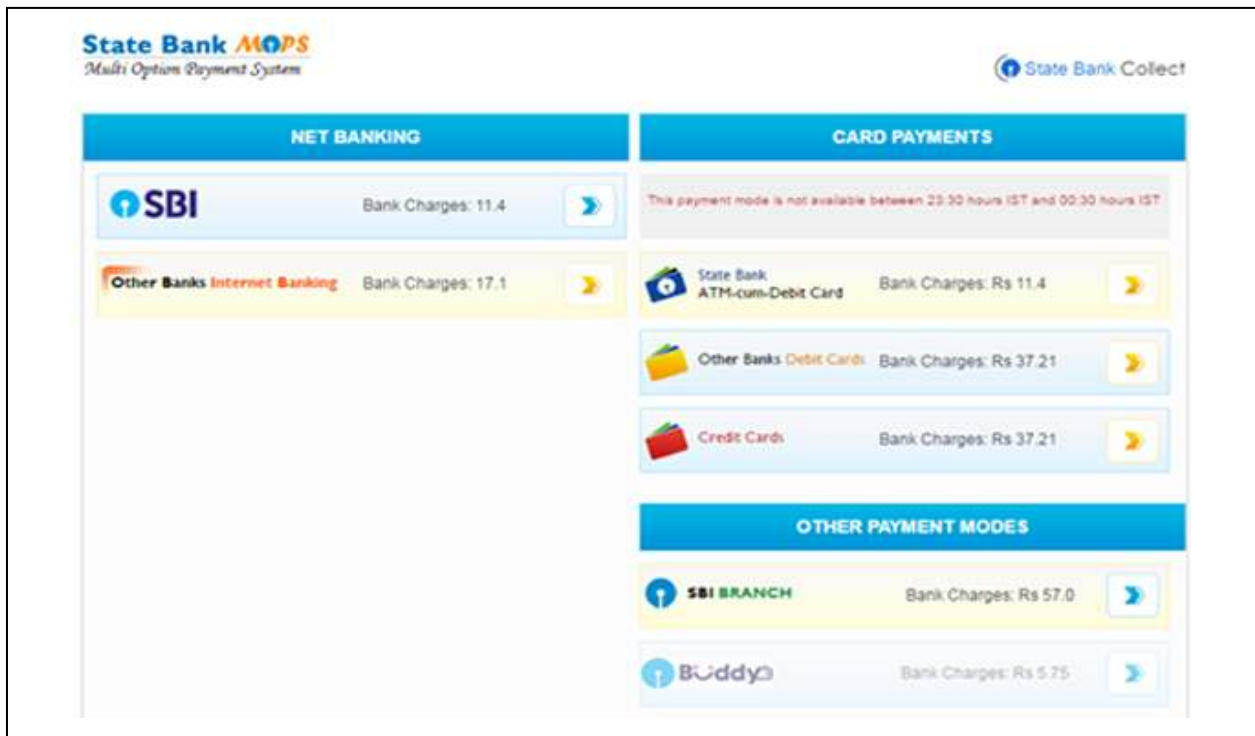 State Bank MOPS
Multi Option Payment System
State Bank Collect
NET BANKING
SBI
Bank Charges: 11.4
Other Banks Internet Banking
Bank Charges: 17.1
CARD PAYMENTS
This payment mode is not available between 23:30 hours IST and 00:30 hours IST
State Bank
ATM-cum-Debit Card
Bank Charges: Rs 11.4
Other Banks Debit Cards
Bank Charges: Rs 37.21
Credit Cards
Bank Charges: Rs 37.21
OTHER PAYMENT MODES
SBI BRANCH
Bank Charges: Rs 57.0
Buddy
Bank Charges: Rs 5.75